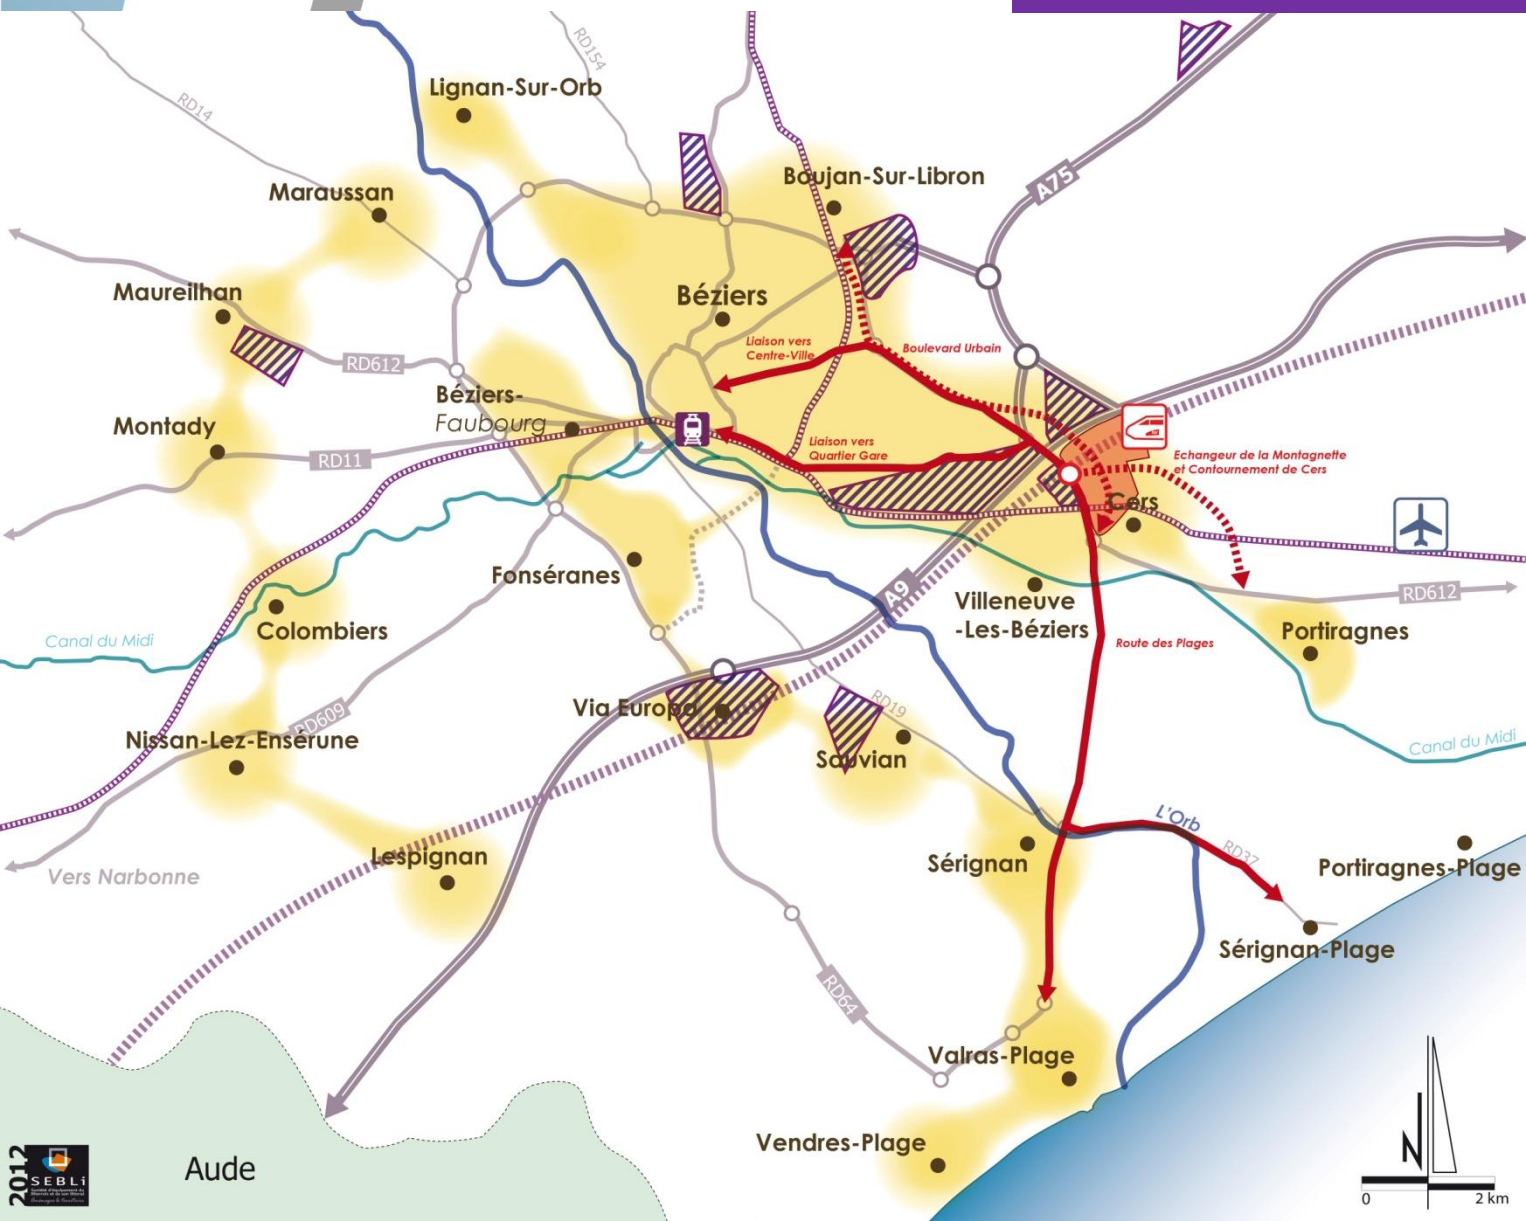 RD154
Lignan-Sur-Orb
RD14
A75
Boujan-Sur-Libron
Maraussan
Maureilhan
Béziers
Liaison vers
Centre-Ville
Boulevard Urbain
RD612
Béziers-
Faubourg
Montady
Liaison vers
Quartier Gare
Echangeur de la Montagnette
et Contournement de Cers
RD11
Cers
Fonséranes
A9
Villeneuve
-Les-Béziers
RD612
Colombiers
Canal du Midi
Portiragnes
Route des Plages
RD609
Via Europa
RD19
Nissan-Lez-Ensérune
Sauvian
Canal du Midi
L'Orb
Lespignan
Sérignan
RD37
Portiragnes-Plage
Vers Narbonne
Sérignan-Plage
RD64
Valras-Plage
Vendres-Plage
N
Aude
2012
SEBLi
0 2 km